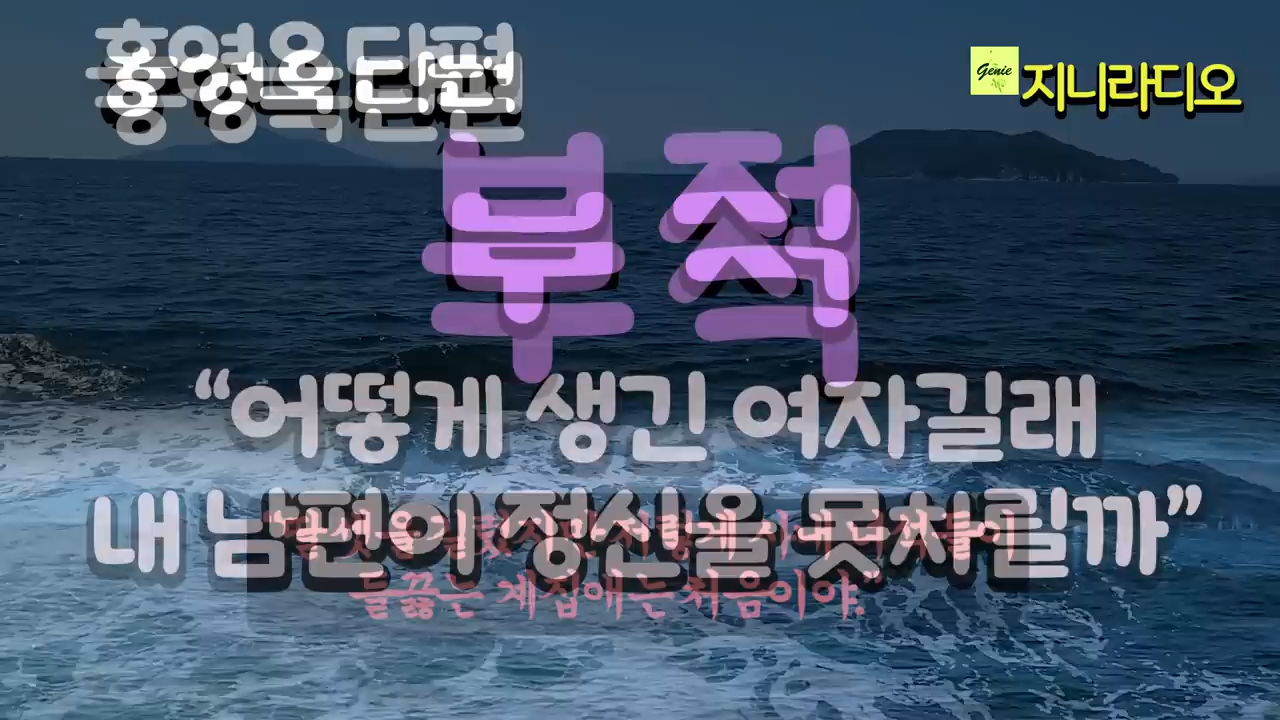 홍영옥 단편
Genie
지니라디오
부적
“어떻게 생긴 여자길래
내 남편이 정신을 못차릴까”
들끓는 계집애는 처음이야.”